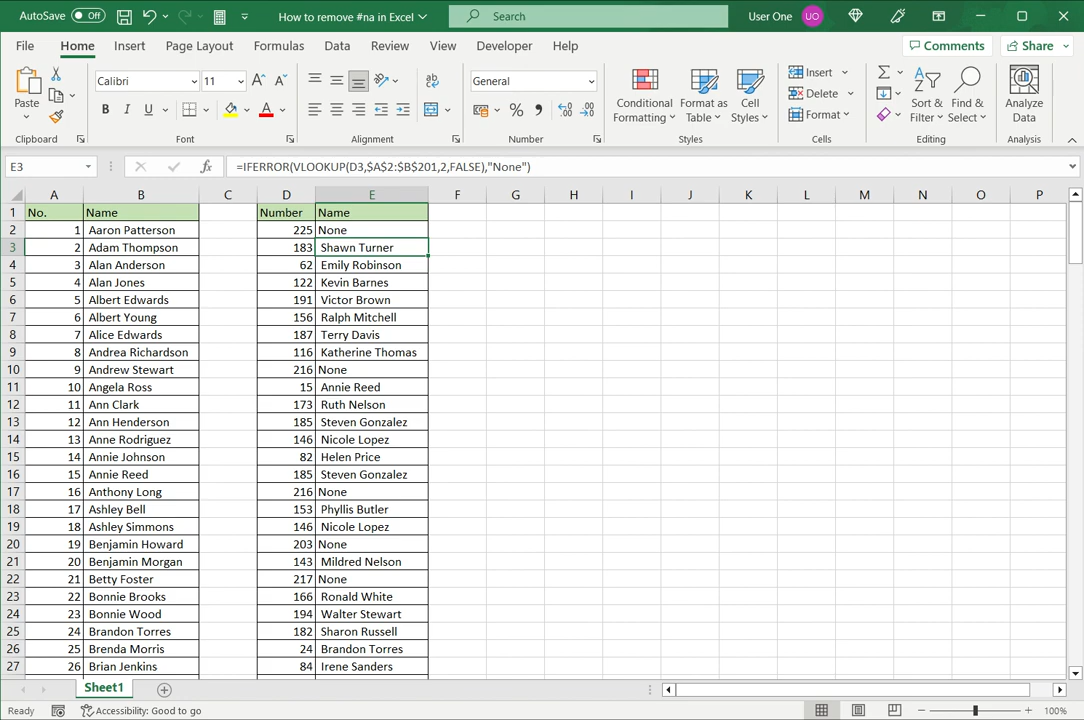 AutoSave Off How to remove #na in Excel Search User One UO
File Home Insert Page Layout Formulas Data Review View Developer Help Comments Share
Paste Calibri 11 General Conditional Formatting Format as Table Cell Styles Insert Delete Format Sort & Filter Find & Select Analyze Data
Clipboard Font Alignment Number Styles Cells Editing Analysis
E3 fx =IFERROR(VLOOKUP(D3,$A$2:$B$201,2,FALSE),"None")
A B C D E F G H I J K L M N O P
1 No. Name Number Name
2 1 Aaron Patterson 225 None
3 2 Adam Thompson 183 Shawn Turner
4 3 Alan Anderson 62 Emily Robinson
5 4 Alan Jones 122 Kevin Barnes
6 5 Albert Edwards 191 Victor Brown
7 6 Albert Young 156 Ralph Mitchell
8 7 Alice Edwards 187 Terry Davis
9 8 Andrea Richardson 116 Katherine Thomas
10 9 Andrew Stewart 216 None
11 10 Angela Ross 15 Annie Reed
12 11 Ann Clark 173 Ruth Nelson
13 12 Ann Henderson 185 Steven Gonzalez
14 13 Anne Rodriguez 146 Nicole Lopez
15 14 Annie Johnson 82 Helen Price
16 15 Annie Reed 185 Steven Gonzalez
17 16 Anthony Long 216 None
18 17 Ashley Bell 153 Phyllis Butler
19 18 Ashley Simmons 146 Nicole Lopez
20 19 Benjamin Howard 203 None
21 20 Benjamin Morgan 143 Mildred Nelson
22 21 Betty Foster 217 None
23 22 Bonnie Brooks 166 Ronald White
24 23 Bonnie Wood 194 Walter Stewart
25 24 Brandon Torres 182 Sharon Russell
26 25 Brenda Morris 24 Brandon Torres
27 26 Brian Jenkins 84 Irene Sanders
Sheet1
Ready Accessibility: Good to go 100%